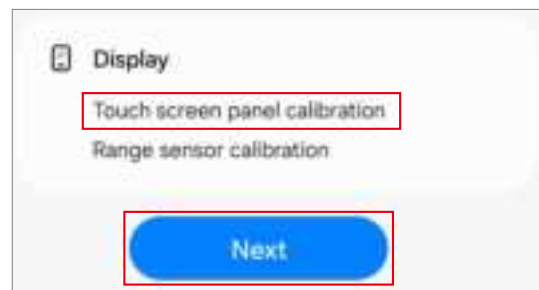 Display
Touch screen panel calibration
Range sensor calibration
Next